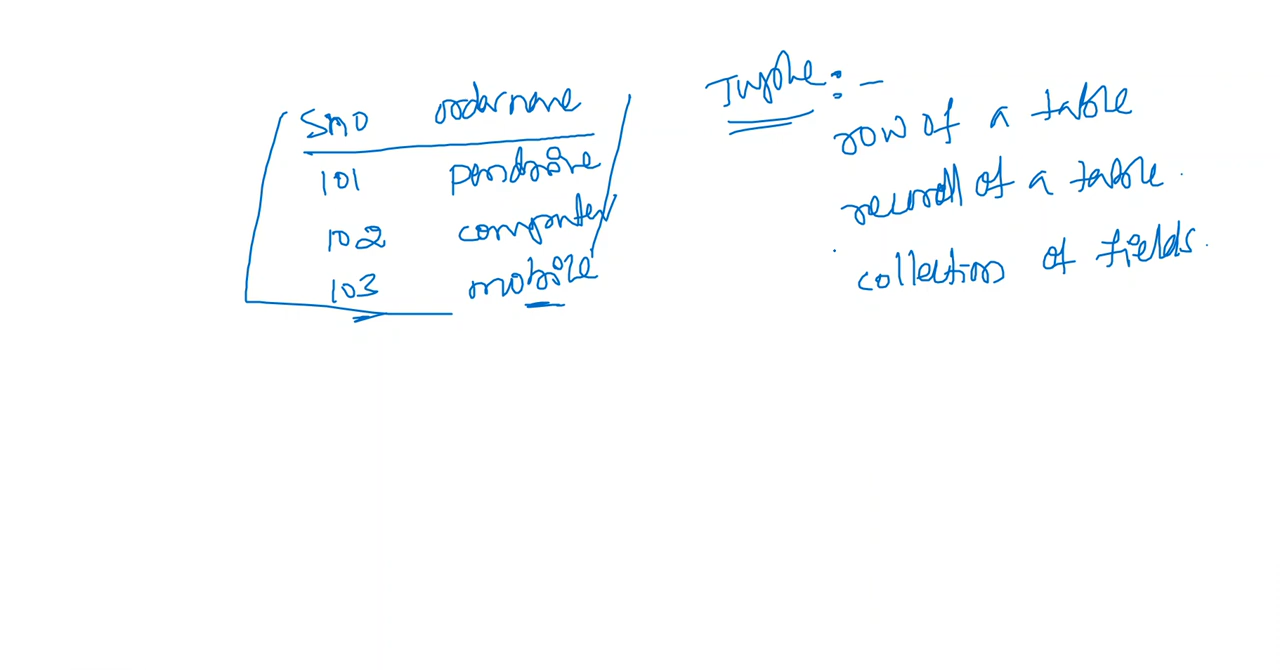 Sno ordername
101 pendrive
102 computer
103 mobile
Tuple:-
row of a table
record of a table.
collection of fields.